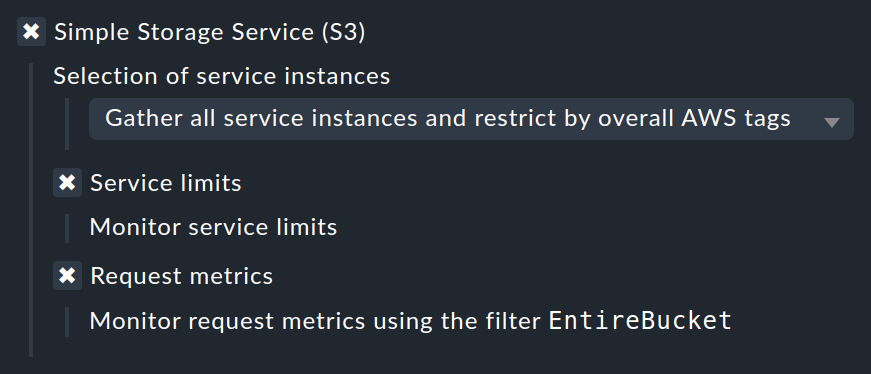 Simple Storage Service (S3)
Selection of service instances
Gather all service instances and restrict by overall AWS tags
Service limits
Monitor service limits
Request metrics
Monitor request metrics using the filter EntireBucket